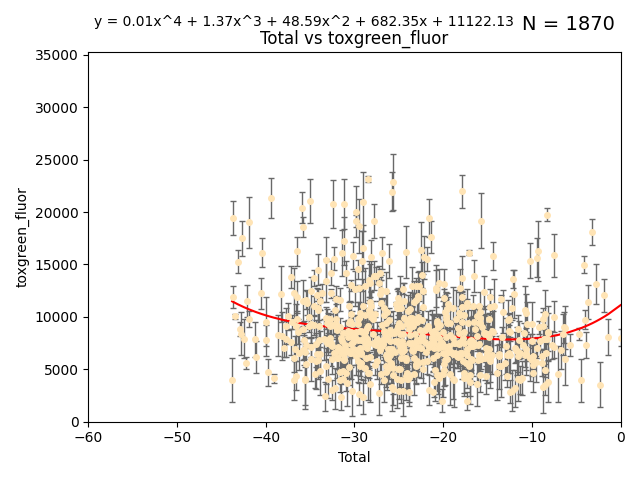 y = 0.01x^4 + 1.37x^3 + 48.59x^2 + 682.35x + 11122.13 N = 1870
Total vs toxgreen_fluor
35000
30000
25000
20000
15000
10000
5000
0
toxgreen_fluor
−60 −50 −40 −30 −20 −10 0
Total